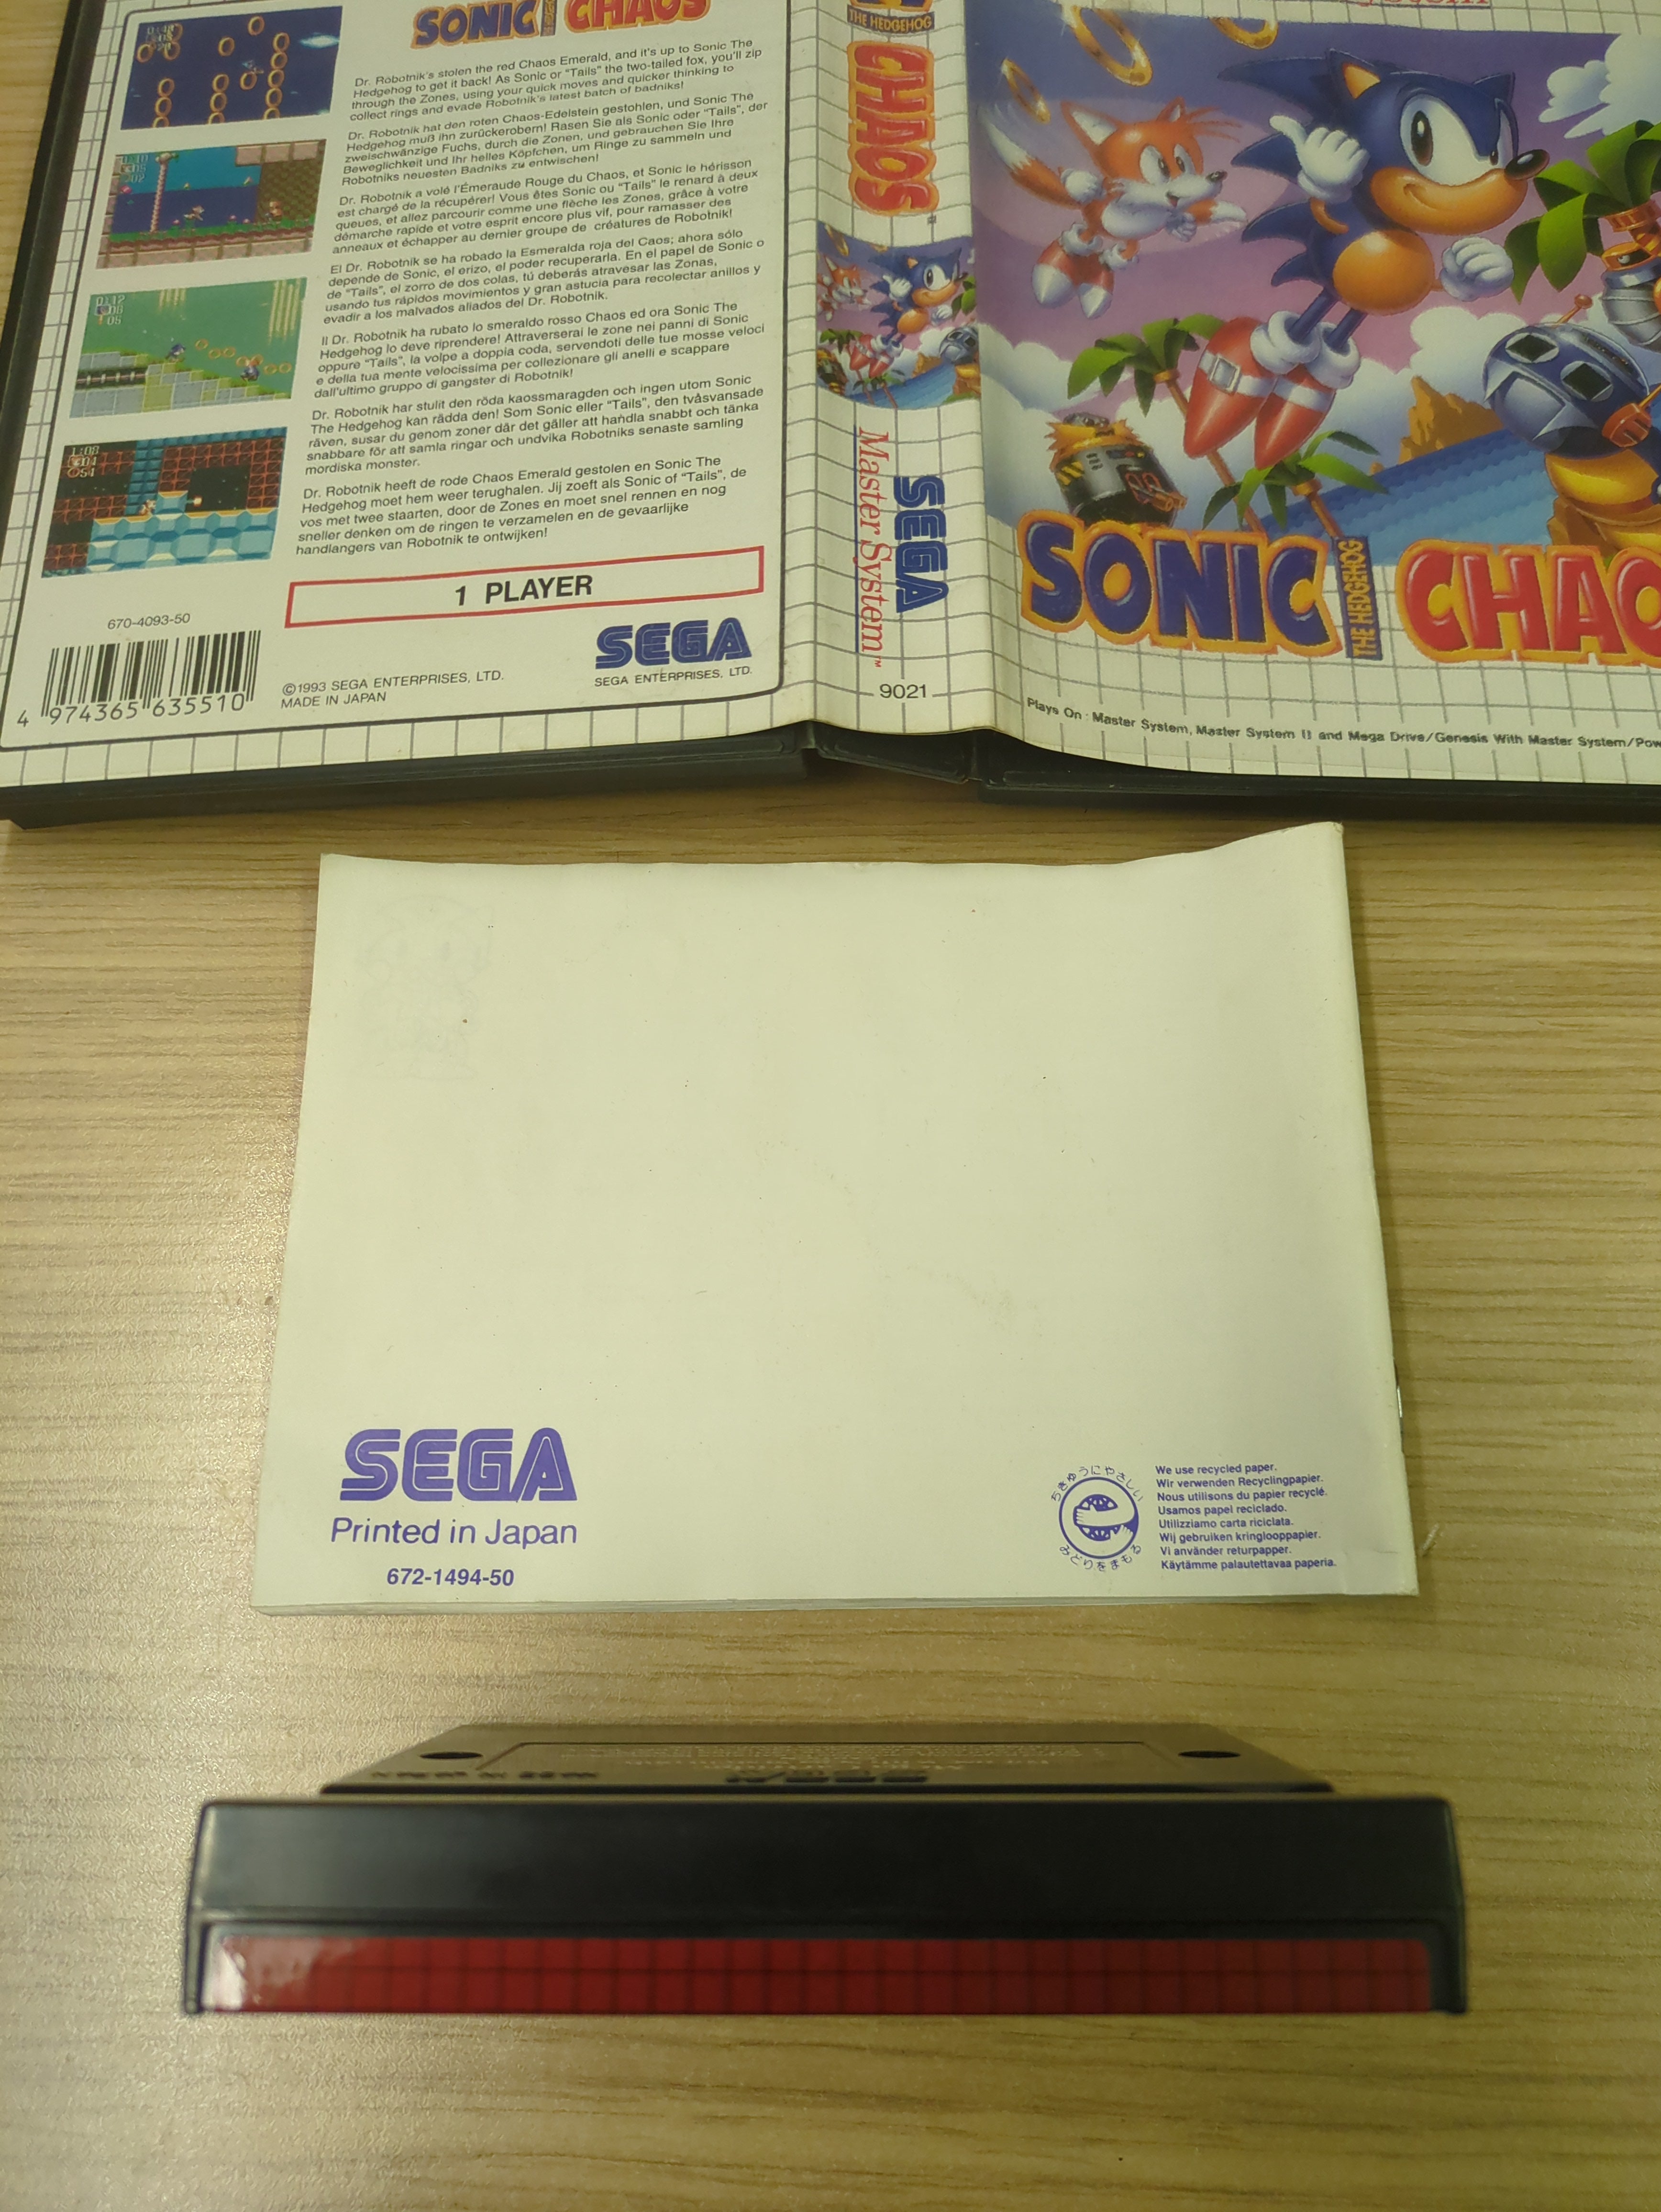 SONIC THE HEDGEHOG CHAOS
Dr. Robotnik's stolen the red Chaos Emerald, and it's up to Sonic The
Hedgehog to get it back! As Sonic or "Tails" the two-tailed fox, you'll zip
through the Zones, using your quick moves and quicker thinking to
collect rings and evade Robotnik's latest batch of badniks!
Dr. Robotnik hat den roten Chaos-Edelstein gestohlen, und Sonic The
Hedgehog muß ihn zurückerobern! Rasen Sie als Sonic oder "Tails", der
zweischwänzige Fuchs, durch die Zonen, und gebrauchen Sie Ihre
Beweglichkeit und Ihr helles Köpfchen, um Ringe zu sammeln und
Robotniks neuesten Badniks zu entwischen!
Dr. Robotnik a volé l'Émeraude Rouge du Chaos, et Sonic le hérisson
est chargé de la récupérer! Vous êtes Sonic ou "Tails" le renard à deux
queues, et allez parcourir comme une flèche les Zones, grâce à votre
démarche rapide et votre esprit encore plus vif, pour ramasser des
anneaux et échapper au dernier groupe de créatures de Robotnik!
El Dr. Robotnik se ha robado la Esmeralda roja del Caos; ahora sólo
depende de Sonic, el erizo, el poder recuperarla. En el papel de Sonic o
de "Tails", el zorro de dos colas, tú deberás atravesar las Zonas,
usando tus rápidos movimientos y gran astucia para recolectar anillos y
evadir a los malvados aliados del Dr. Robotnik.
Il Dr. Robotnik ha rubato lo smeraldo rosso Chaos ed ora Sonic The
Hedgehog lo deve riprendere! Attraverserai le zone nei panni di Sonic
oppure "Tails", la volpe a doppia coda, servendoti delle tue mosse veloci
e della tua mente velocissima per collezionare gli anelli e scappare
dall'ultimo gruppo di gangster di Robotnik!
Dr. Robotnik har stulit den röda kaossmaragden och ingen utom Sonic
The Hedgehog kan rädda den! Som Sonic eller "Tails", den tvåsvansade
räven, susar du genom zoner där det gäller att handla snabbt och tänka
snabbare för att samla ringar och undvika Robotniks senaste samling
mordiska monster.
Dr. Robotnik heeft de rode Chaos Emerald gestolen en Sonic The
Hedgehog moet hem weer terughalen. Jij zoeft als Sonic of "Tails", de
vos met twee staarten, door de Zones en moet snel rennen en nog
sneller denken om de ringen te verzamelen en de gevaarlijke
handlangers van Robotnik te ontwijken!
1 PLAYER
670-4093-50
4 974365 635510
©1993 SEGA ENTERPRISES, LTD.
MADE IN JAPAN
SEGA
SEGA ENTERPRISES, LTD.
THE HEDGEHOG
CHAOS
SEGA
Master System™
9021
System
SONIC THE HEDGEHOG CHAO
Plays On : Master System, Master System II and Mega Drive/Genesis With Master System/Pow
SEGA
Printed in Japan
672-1494-50
ちきゅうにやさしい
みどりをまもる
We use recycled paper.
Wir verwenden Recyclingpapier.
Nous utilisons du papier recyclé.
Usamos papel reciclado.
Utilizziamo carta riciclata.
Wij gebruiken kringlooppapier.
Vi använder returpapper.
Käytämme palautettavaa paperia.
SEGA